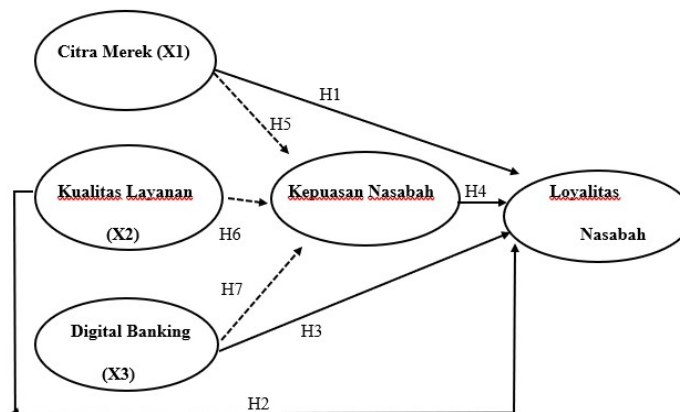 Citra Merek (X1)
H1
H5
Kualitas Layanan
(X2)
Kepuasan Nasabah
H4
Loyalitas
Nasabah
H6
H7
Digital Banking
(X3)
H3
H2